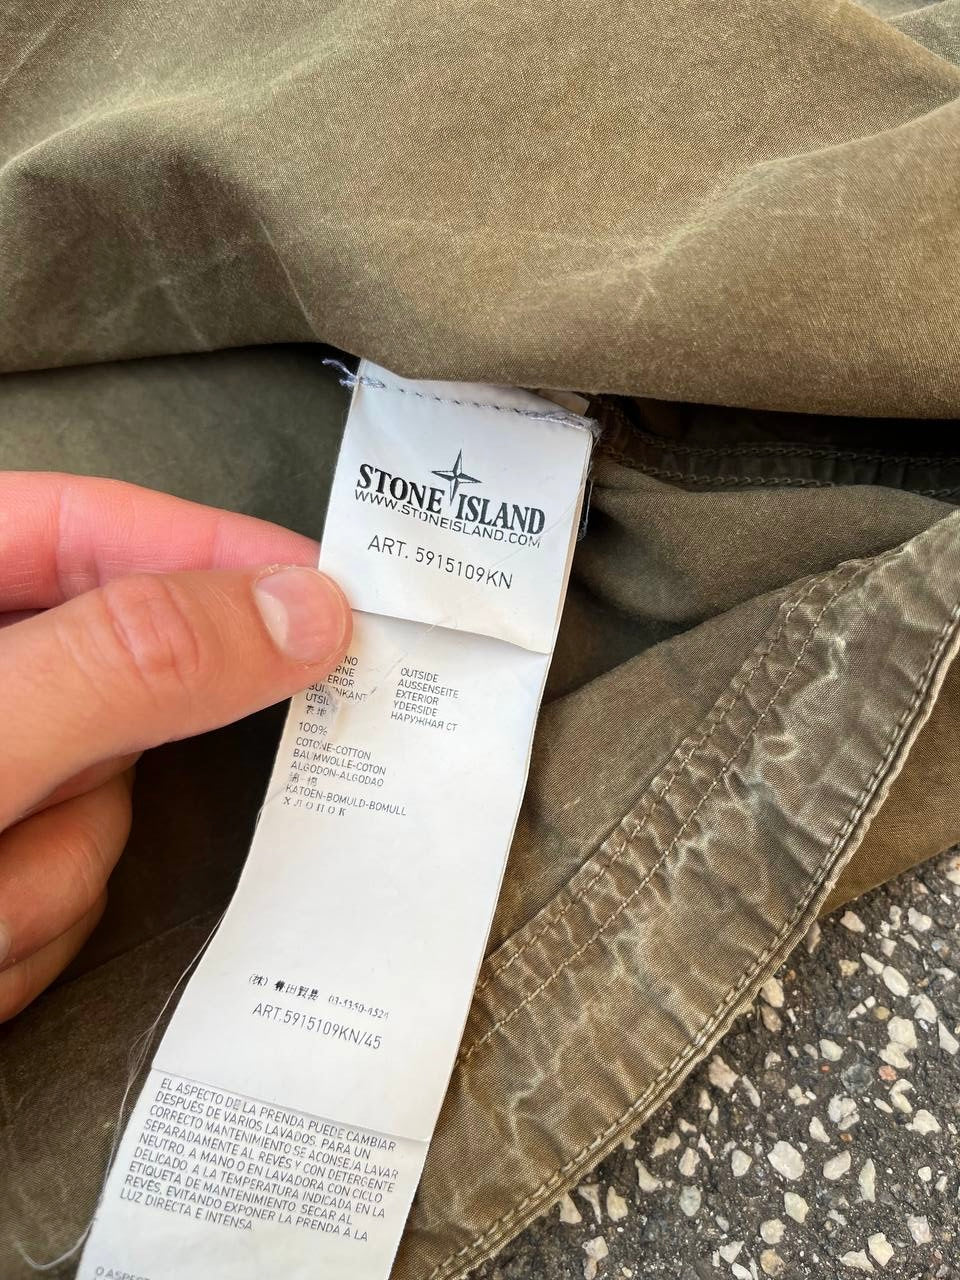 STONE ISLAND
WWW.STONEISLAND.COM
ART. 5915109KN
OUTSIDE
AUSSENSEITE
EXTERIOR
YDERSIDE
НАРУЖНАЯ СТ
100%
COTONE-COTTON
BAUMWOLLE-COTON
ALGODON-ALGODAO
KATOEN-BOMULD-BOMULL
ХЛОПОК
(株) 03-5350-4521
ART.5915109KN/45
EL ASPECTO DE LA PRENDA PUEDE CAMBIAR
DESPUÉS DE VARIOS LAVADOS. PARA UN
CORRECTO MANTENIMIENTO SE ACONSEJA LAVAR
SEPARADAMENTE AL REVÉS Y CON DETERGENTE
NEUTRO, A MANO O EN LAVADORA CON CICLO
DELICADO A LA TEMPERATURA INDICADA EN LA
ETIQUETA DE MANTENIMIENTO. SECAR AL
REVÉS, EVITANDO EXPONER LA PRENDA A LA
LUZ DIRECTA E INTENSA